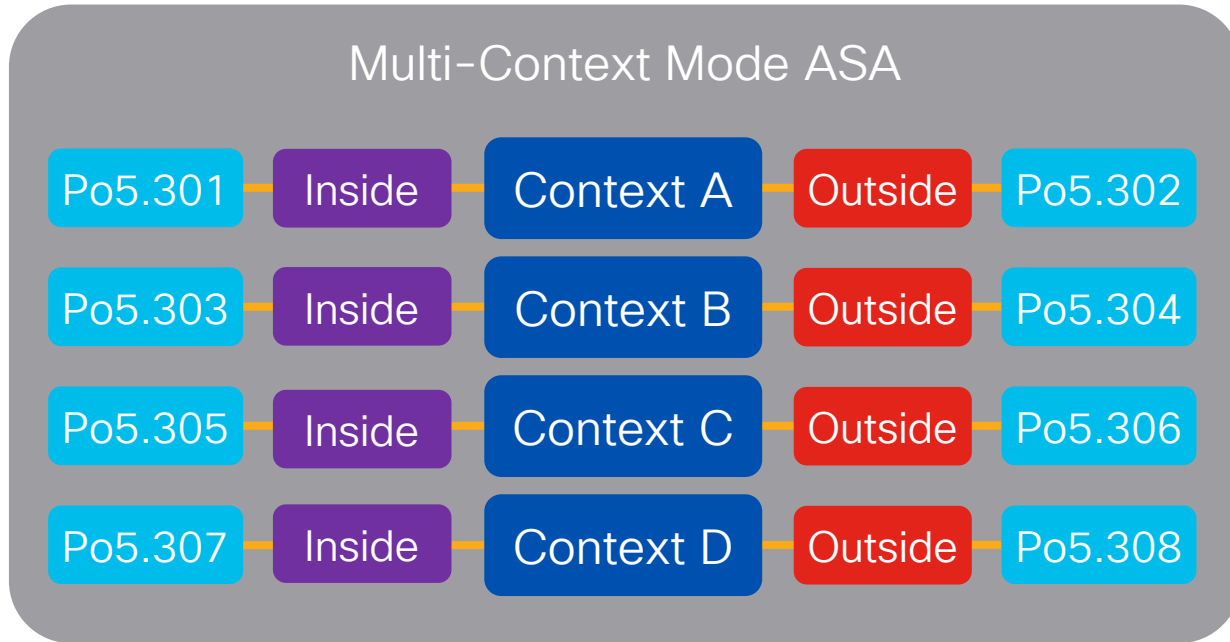 Multi-Context Mode ASA
Po5.301 Inside Context A Outside Po5.302
Po5.303 Inside Context B Outside Po5.304
Po5.305 Inside Context C Outside Po5.306
Po5.307 Inside Context D Outside Po5.308